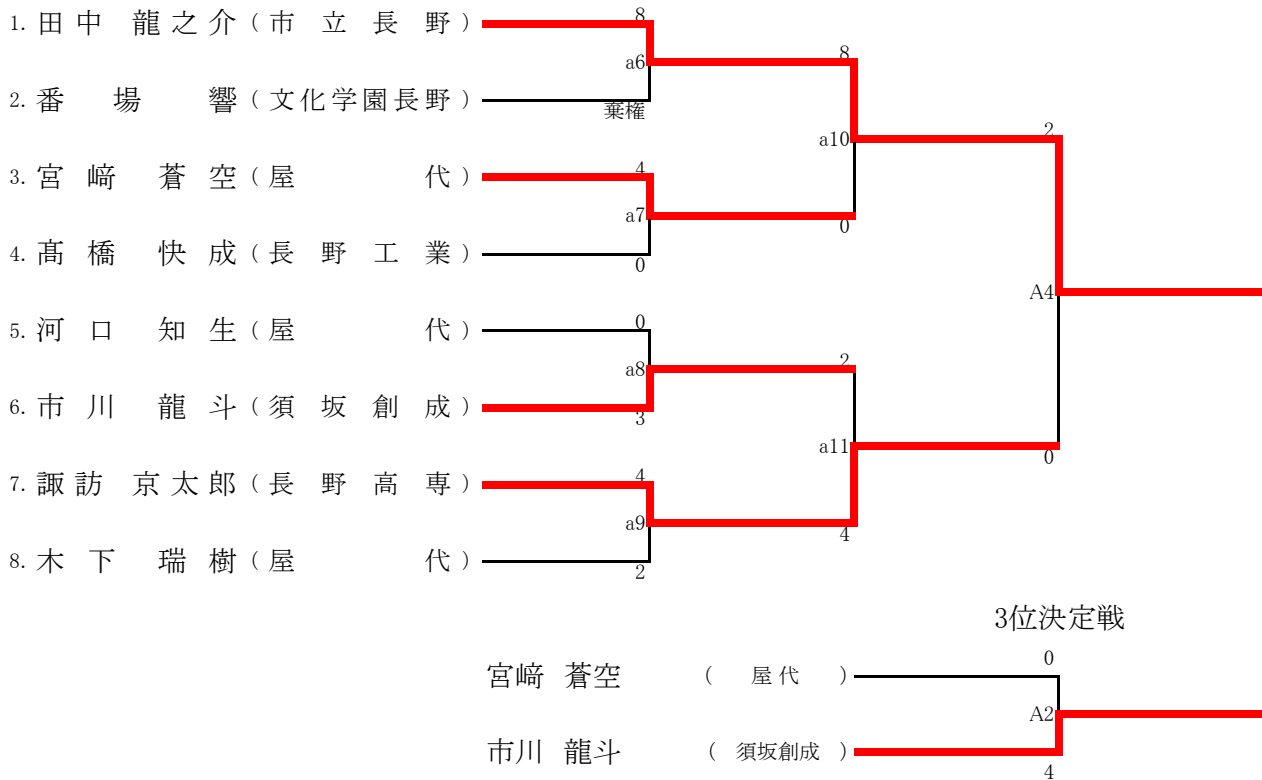 1. 田中 龍之介 (市立長野) 8
a6 8
2. 番場 響 (文化学園長野) 棄権
a10 2
3. 宮﨑 蒼空 (屋代) 4
a7 0
4. 髙橋 快成 (長野工業) 0
A4
5. 河口 知生 (屋代) 0
a8 2
6. 市川 龍斗 (須坂創成) 3
a11 0
7. 諏訪 京太郎 (長野高専) 4
a9 4
8. 木下 瑞樹 (屋代) 2
3位決定戦
宮﨑 蒼空 (屋代) 0
A2
市川 龍斗 (須坂創成) 4